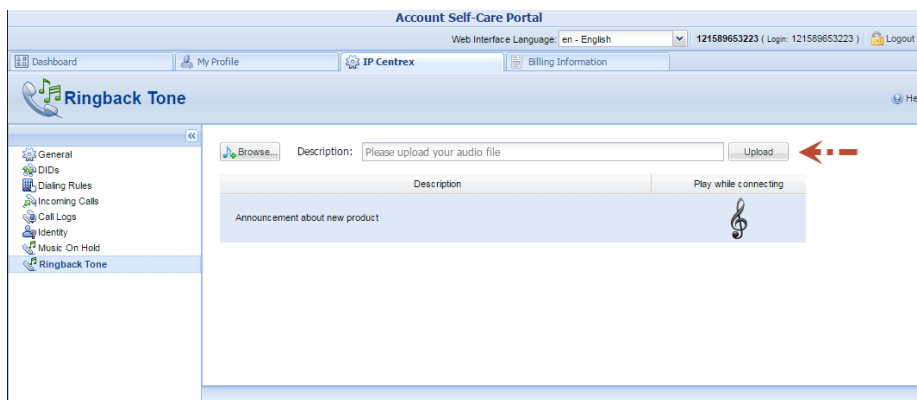 Account Self-Care Portal
Web Interface Language: en - English 121589653223 ( Login: 121589653223 ) Logout
Dashboard My Profile IP Centrex Billing Information
Ringback Tone
He
General
DIDs
Dialing Rules
Incoming Calls
Call Logs
Identity
Music On Hold
Ringback Tone
Browse... Description: Please upload your audio file Upload
Description Play while connecting
Announcement about new product